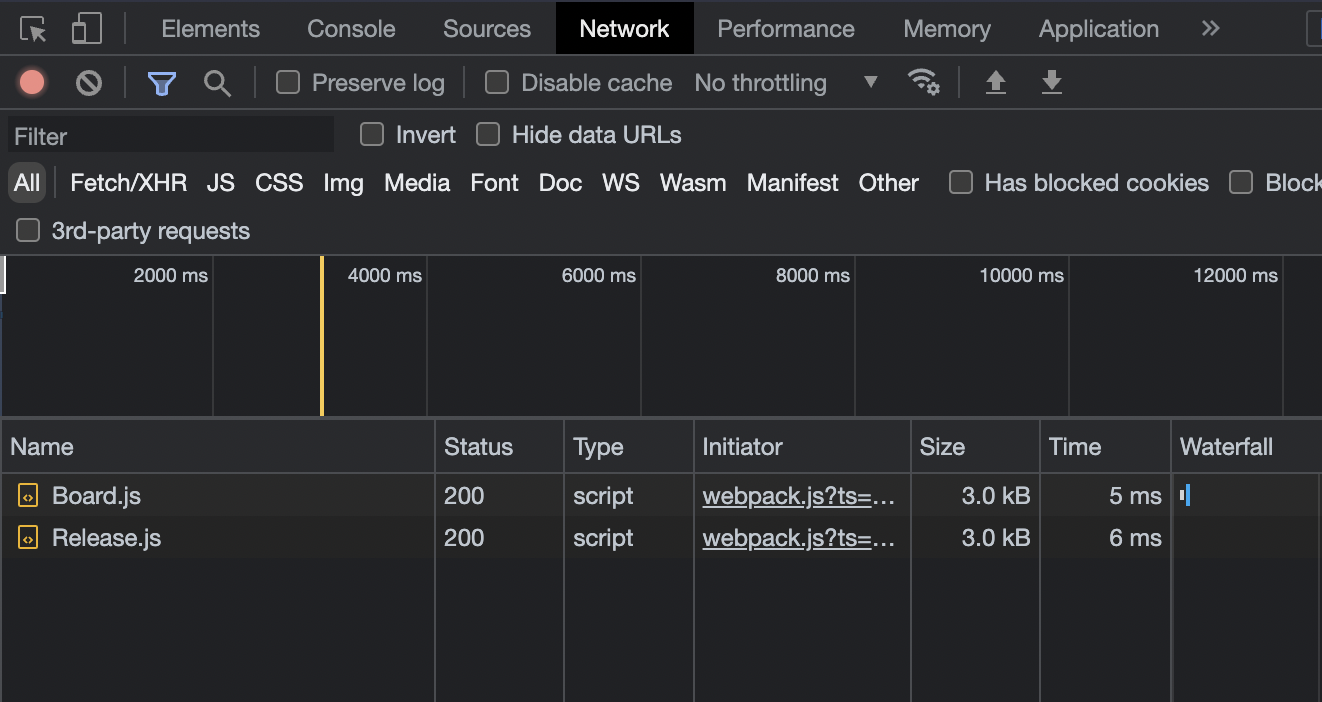 Elements Console Sources Network Performance Memory Application
Preserve log Disable cache No throttling
Filter Invert Hide data URLs
All Fetch/XHR JS CSS Img Media Font Doc WS Wasm Manifest Other Has blocked cookies Block
3rd-party requests
2000 ms 4000 ms 6000 ms 8000 ms 10000 ms 12000 ms
Name Status Type Initiator Size Time Waterfall
Board.js 200 script webpack.js?ts=… 3.0 kB 5 ms
Release.js 200 script webpack.js?ts=… 3.0 kB 6 ms